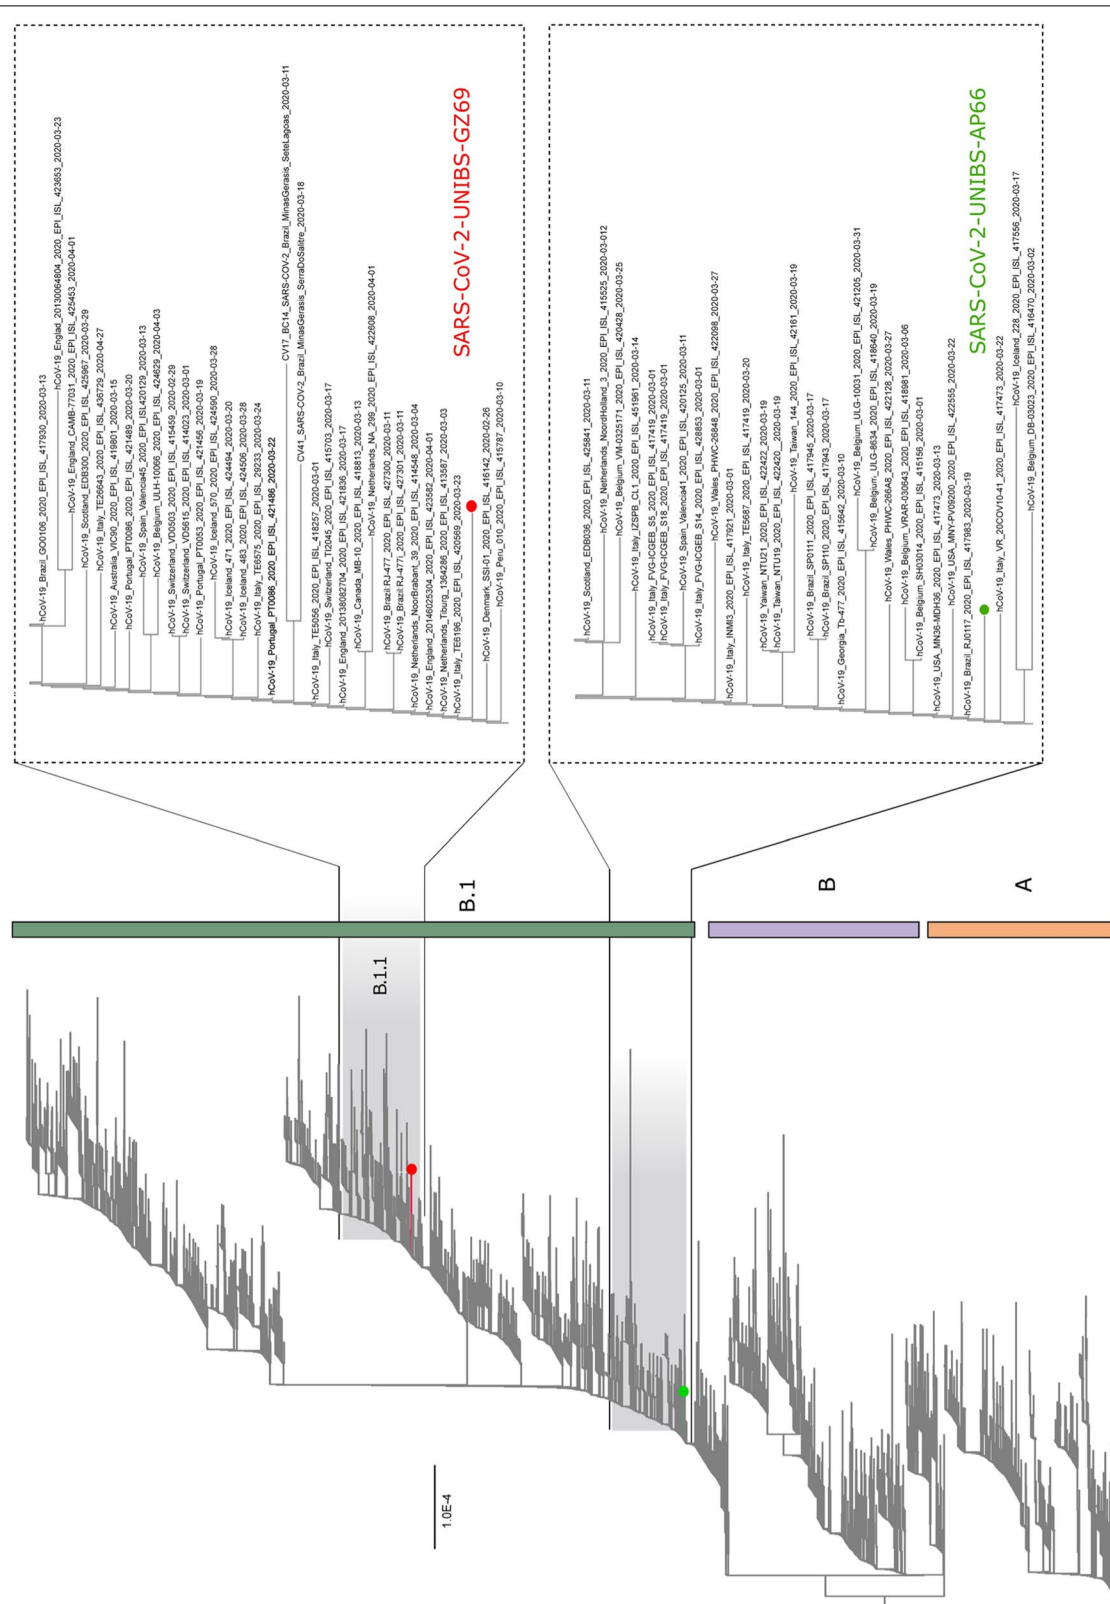 hCoV-19_Brazil_GO01106_2020_EPI_ISL_417930_2020-03-13
hCoV-19_Englad_20130064804_2020_EPI_ISL_423653_2020-03-23
hCoV-19_England_CAMB-77031_2020_EPI_ISL_425453_2020-04-01
hCoV-19_Scotland_EDB300_2020_EPI_ISL_425967_2020-03-29
hCoV-19_Italy_TE26643_2020_EPI_ISL_436729_2020-04-27
hCoV-19_Australia_VIC90_2020_EPI_ISL_419801_2020-03-15
hCoV-19_Portugal_PT0086_2020_EPI_ISL_421489_2020-03-20
hCoV-19_Spain_Valencia45_2020_EPI_ISL420129_2020-03-13
hCoV-19_Belgium_ULH-10066_2020_EPI_ISL_424629_2020-04-03
hCoV-19_Switzerland_VD0503_2020_EPI_ISL_415459_2020-02-29
hCoV-19_Switzerland_VD5615_2020_EPI_ISL_414023_2020-03-01
hCoV-19_Portugal_PT0053_2020_EPI_ISL_421456_2020-03-19
hCoV-19_Iceland_570_2020_EPI_ISL_424590_2020-03-28
hCoV-19_Iceland_471_2020_EPI_ISL_424494_2020-03-20
hCoV-19_Iceland_483_2020_EPI_ISL_424506_2020-03-28
hCoV-19_Italy_TE6575_2020_EPI_ISL_29233_2020-03-24
hCoV-19_Portugal_PT0086_2020_EPI_ISL_421486_2020-03-22
CV17_BC14_SARS-COV-2_Brazil_MinasGerasis_SeteLagoas_2020-03-11
CV41_SARS-COV-2_Brazil_MinasGerasis_SerraDoSalitre_2020-03-18
hCoV-19_Italy_TE5056_2020_EPI_ISL_418257_2020-03-01
hCoV-19_Switzerland_TI2045_2020_EPI_ISL_415703_2020-03-17
hCoV-19_England_20138082704_2020_EPI_ISL_421836_2020-03-17
hCoV-19_Canada_MB-10_2020_EPI_ISL_418813_2020-03-13
hCoV-19_Netherlands_NA_299_2020_EPI_ISL_422608_2020-04-01
hCoV-19_Brazil:RJ-477_2020_EPI_ISL_427300_2020-03-11
hCoV-19_Brazil:RJ-477i_2020_EPI_ISL_427301_2020-03-11
hCoV-19_Netherlands_NoorBrabant_39_2020_EPI_ISL_414548_2020-03-04
hCoV-19_England_20146025304_2020_EPI_ISL_423582_2020-04-01
hCoV-19_Netherlands_Tilburg_1364286_2020_EPI_ISL_413587_2020-03-03
hCoV-19_Italy_TE6196_2020_EPI_ISL_420569_2020-03-23
SARS-CoV-2-UNIBS-GZ69
hCoV-19_Denmark_SSI-01_2020_EPI_ISL_416142_2020-02-26
hCoV-19_Peru_010_2020_EPI_ISL_415787_2020-03-10
hCoV-19_Scotland_EDB036_2020_EPI_ISL_425841_2020-03-11
hCoV-19_Netherlands_NoordHolland_3_2020_EPI_ISL_415525_2020-03-012
hCoV-19_Belgium_VM-0325171_2020_EPI_ISL_420428_2020-03-25
hCoV-19_Italy_IZSPB_CL1_2020_EPI_ISL_451961_2020-03-14
hCoV-19_Italy_FVG-ICGEB_S5_2020_EPI_ISL_417419_2020-03-01
hCoV-19_Italy_FVG-ICGEB_S18_2020_EPI_ISL_417419_2020-03-01
hCoV-19_Spain_Valencia41_2020_EPI_ISL_420125_2020-03-11
hCoV-19_Italy_FVG-ICGEB_S14_2020_EPI_ISL_428853_2020-03-01
hCoV-19_Wales_PHWC-26848_2020_EPI_ISL_422098_2020-03-27
hCoV-19_Italy_INMI3_2020_EPI_ISL_417921_2020-03-01
hCoV-19_Italy_TE5687_2020_EPI_ISL_417419_2020-03-20
hCoV-19_Yaiwan_NTU21_2020_EPI_ISL_422422_2020-03-19
hCoV-19_Taiwan_NTU19_2020_EPI_ISL_422420__2020-03-19
hCoV-19_Taiwan_144_2020_EPI_ISL_42161_2020-03-19
hCoV-19_Brazil_SP0111_2020_EPI_ISL_417945_2020-03-17
hCoV-19_Brazil_SP110_2020_EPI_ISL_417943_2020-03-17
hCoV-19_Georgia_Tb-477_2020_EPI_ISL_415642_2020-03-10
hCoV-19_Belgium_ULG-10031_2020_EPI_ISL_421205_2020-03-31
hCoV-19_Belgium_ULG-8634_2020_EPI_ISL_418640_2020-03-19
hCoV-19_Wales_PHWC-266A8_2020_EPI_ISL_422128_2020-03-27
hCoV-19_Belgium_VRAR-030643_2020_EPI_ISL_418981_2020-03-06
hCoV-19_Belgium_SH03014_2020_EPI_ISL_415156_2020-03-01
hCoV-19_USA_MN36-MDH36_2020_EPI_ISL_417473_2020-03-13
hCoV-19_USA_MNY-PV09200_2020_EPI_ISL_422555_2020-03-22
hCoV-19_Brazil_RJ0117_2020_EPI_ISL_417983_2020-03-19
SARS-CoV-2-UNIBS-AP66
hCoV-19_Italy_VR_20COV10-41_2020_EPI_ISL_417473_2020-03-22
hCoV-19_Iceland_228_2020_EPI_ISL_417556_2020-03-17
hCoV-19_Belgium_DB-03023_2020_EPI_ISL_416470_2020-03-02
B.1.1
B.1
B
A
1.0E-4